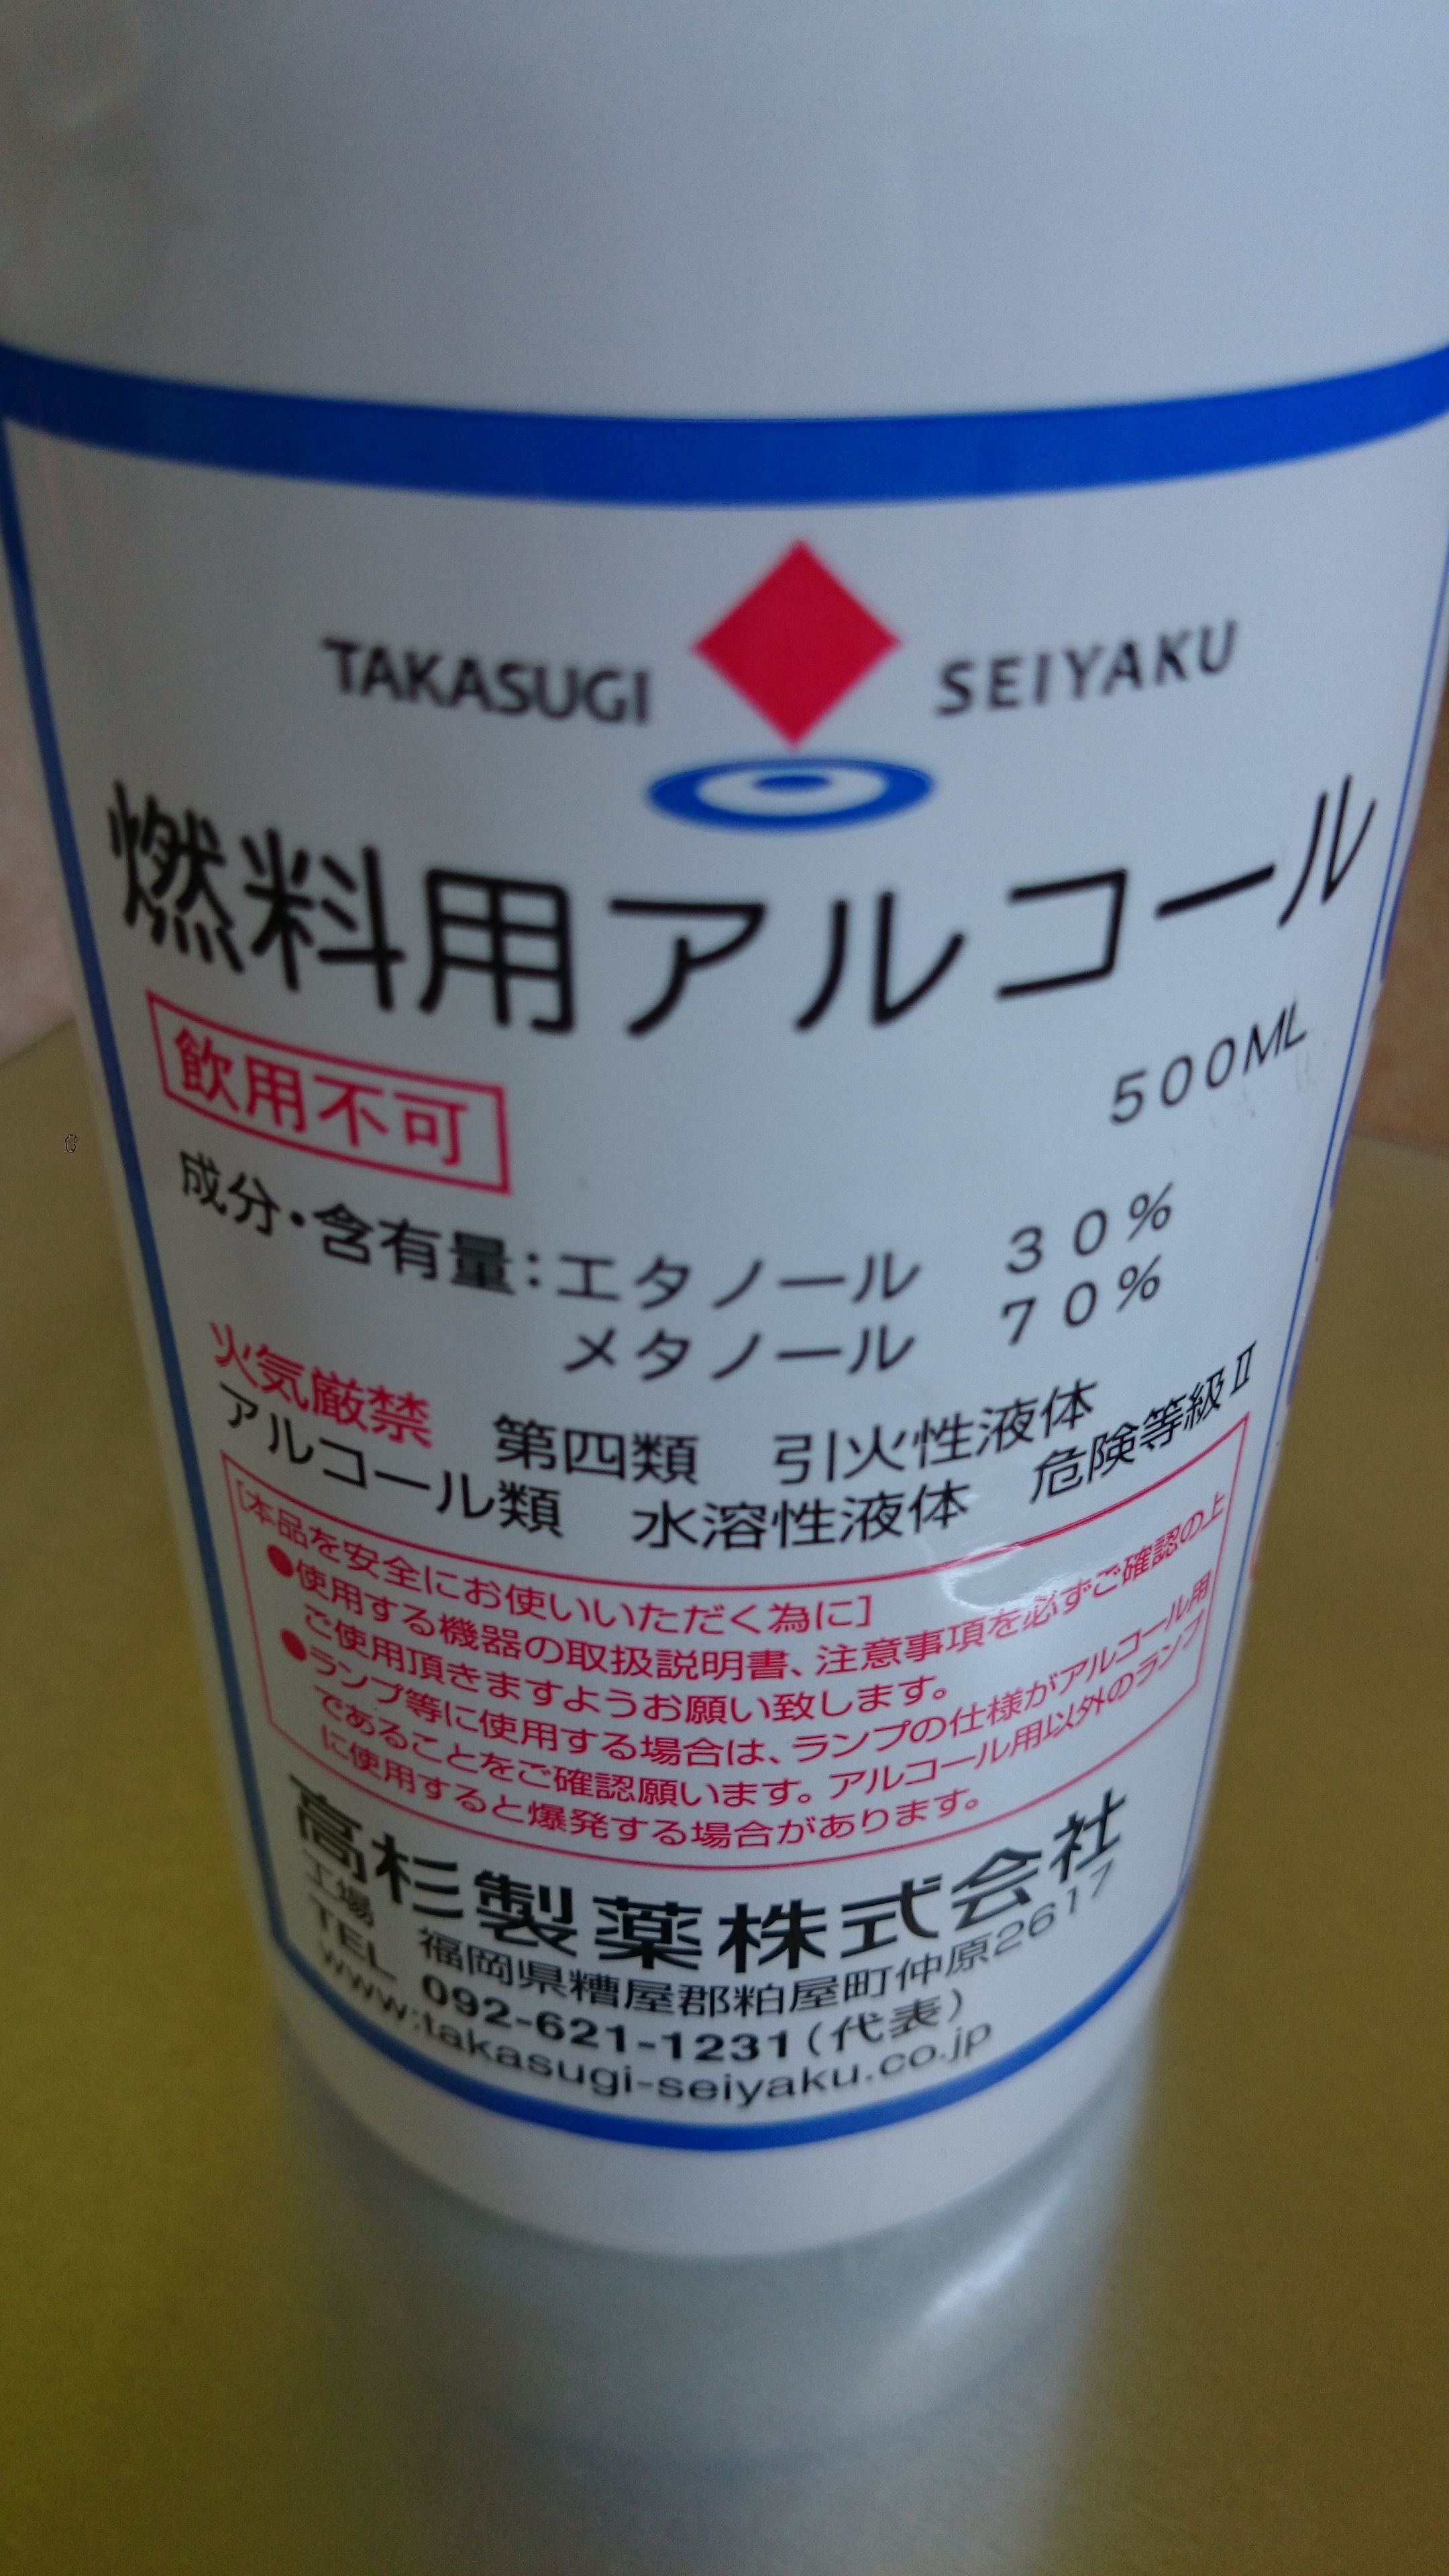 TAKASUGI SEIYAKU
燃料用アルコール
500ML
飲用不可
成分・含有量:エタノール 30%
メタノール 70%
火気厳禁 第四類 引火性液体
アルコール類 水溶性液体 危険等級Ⅱ
[本品を安全にお使いいただく為に]
●使用する機器の取扱説明書、注意事項を必ずご確認の上
ご使用頂きますようお願い致します。
●ランプ等に使用する場合は、ランプの仕様がアルコール用
であることをご確認願います。アルコール用以外のランプ
に使用すると爆発する場合があります。
高杉製薬株式会社
工場 福岡県糟屋郡粕屋町仲原2617
TEL 092-621-1231(代表)
www.takasugi-seiyaku.co.jp